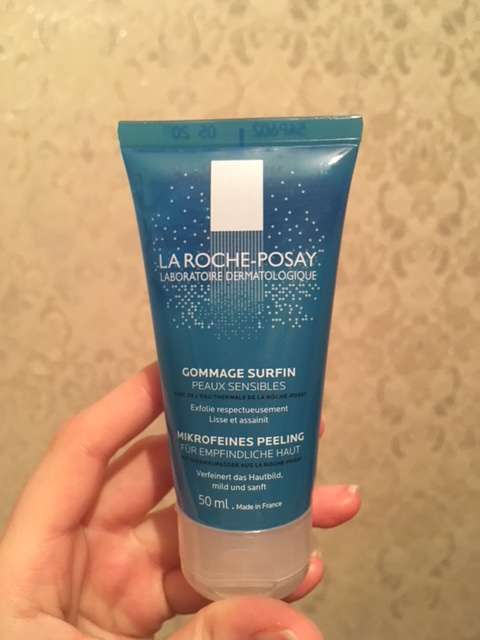 LA ROCHE-POSAY
LABORATOIRE DERMATOLOGIQUE
GOMMAGE SURFIN
PEAUX SENSIBLES
AVEC DE L'EAU THERMALE DE LA ROCHE-POSAY
Exfolie respectueusement
Lisse et assainit
MIKROFEINES PEELING
FÜR EMPFINDLICHE HAUT
MIT THERMALWASSER AUS LA ROCHE-POSAY
Verfeinert das Hautbild,
mild und sanft
50 ml . Made in France